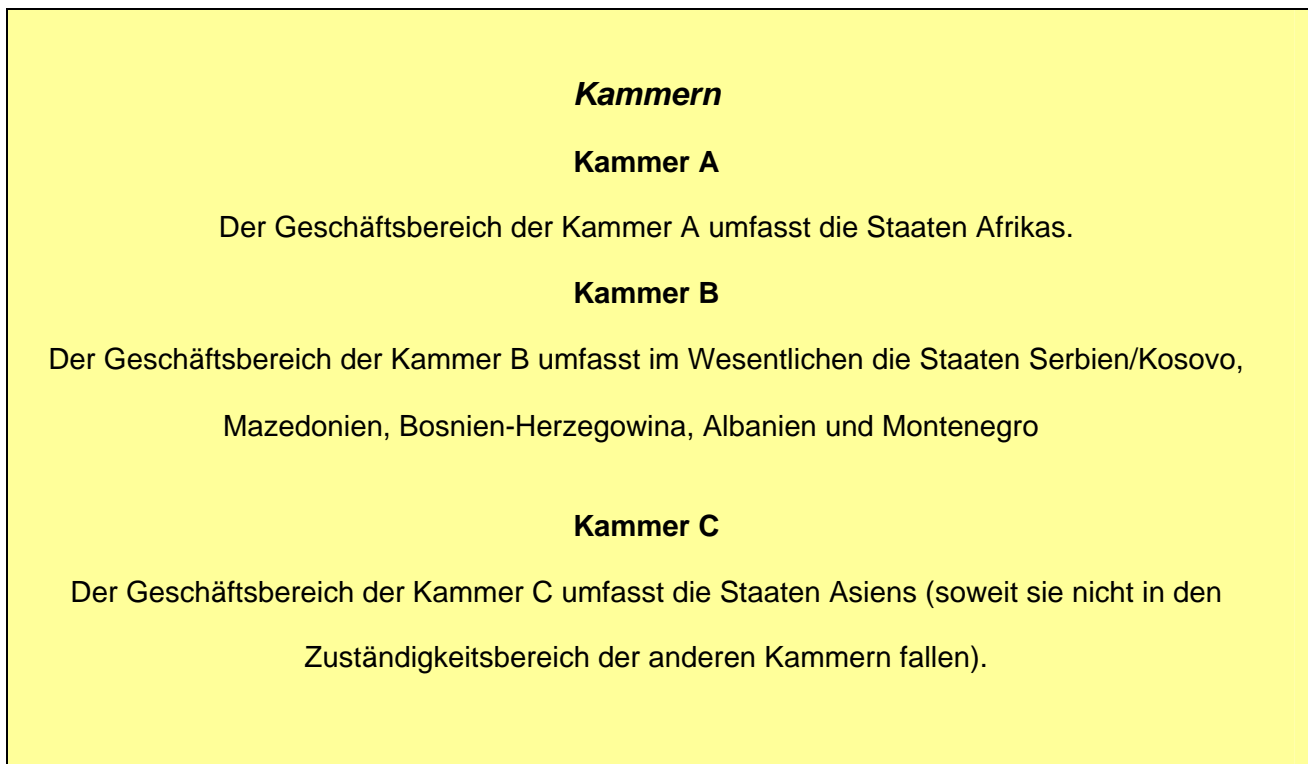 Kammern
Kammer A
Der Geschäftsbereich der Kammer A umfasst die Staaten Afrikas.
Kammer B
Der Geschäftsbereich der Kammer B umfasst im Wesentlichen die Staaten Serbien/Kosovo,
Mazedonien, Bosnien-Herzegowina, Albanien und Montenegro
Kammer C
Der Geschäftsbereich der Kammer C umfasst die Staaten Asiens (soweit sie nicht in den
Zuständigkeitsbereich der anderen Kammern fallen).